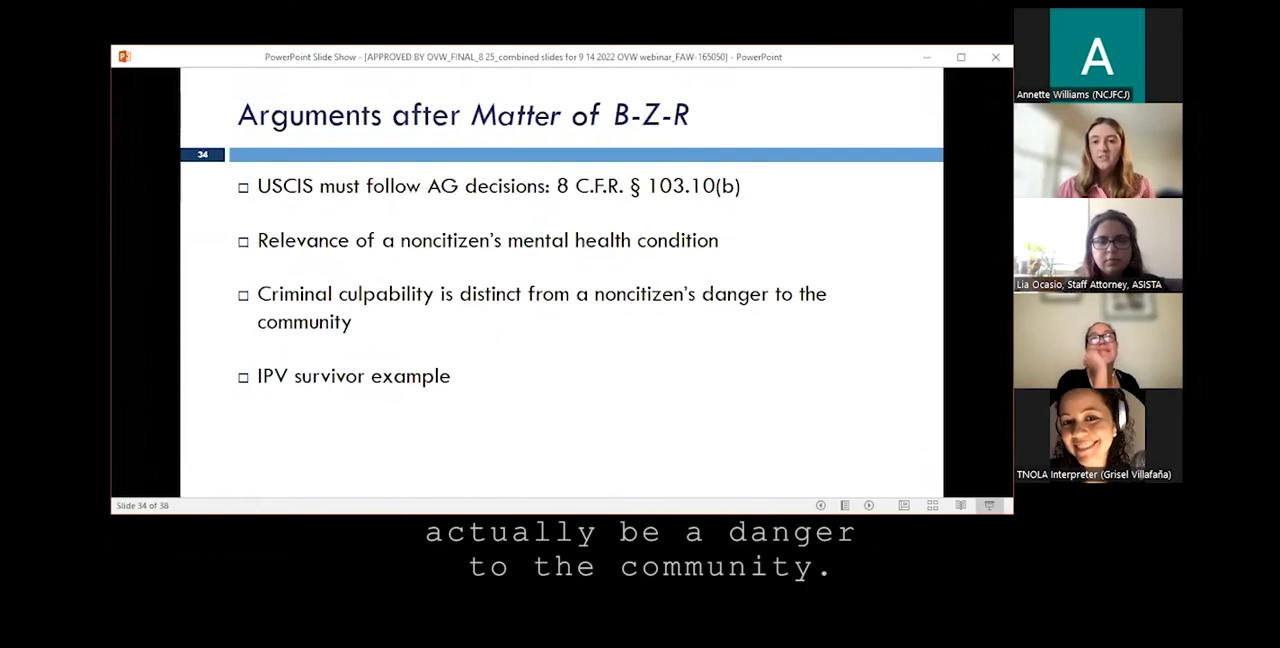 PowerPoint Slide Show - [APPROVED BY OVW_FINAL_8 25_combined slides for 9 14 2022 OVW webinar_FAW-165050] - PowerPoint
Arguments after Matter of B-Z-R
34
□ USCIS must follow AG decisions: 8 C.F.R. § 103.10(b)
□ Relevance of a noncitizen's mental health condition
□ Criminal culpability is distinct from a noncitizen's danger to the
community
□ IPV survivor example
Slide 34 of 38
A
Annette Williams (NCJFCJ)
Lia Ocasio, Staff Attorney, ASISTA
TNOLA Interpreter (Grisel Villafaña)
actually be a danger
to the community.